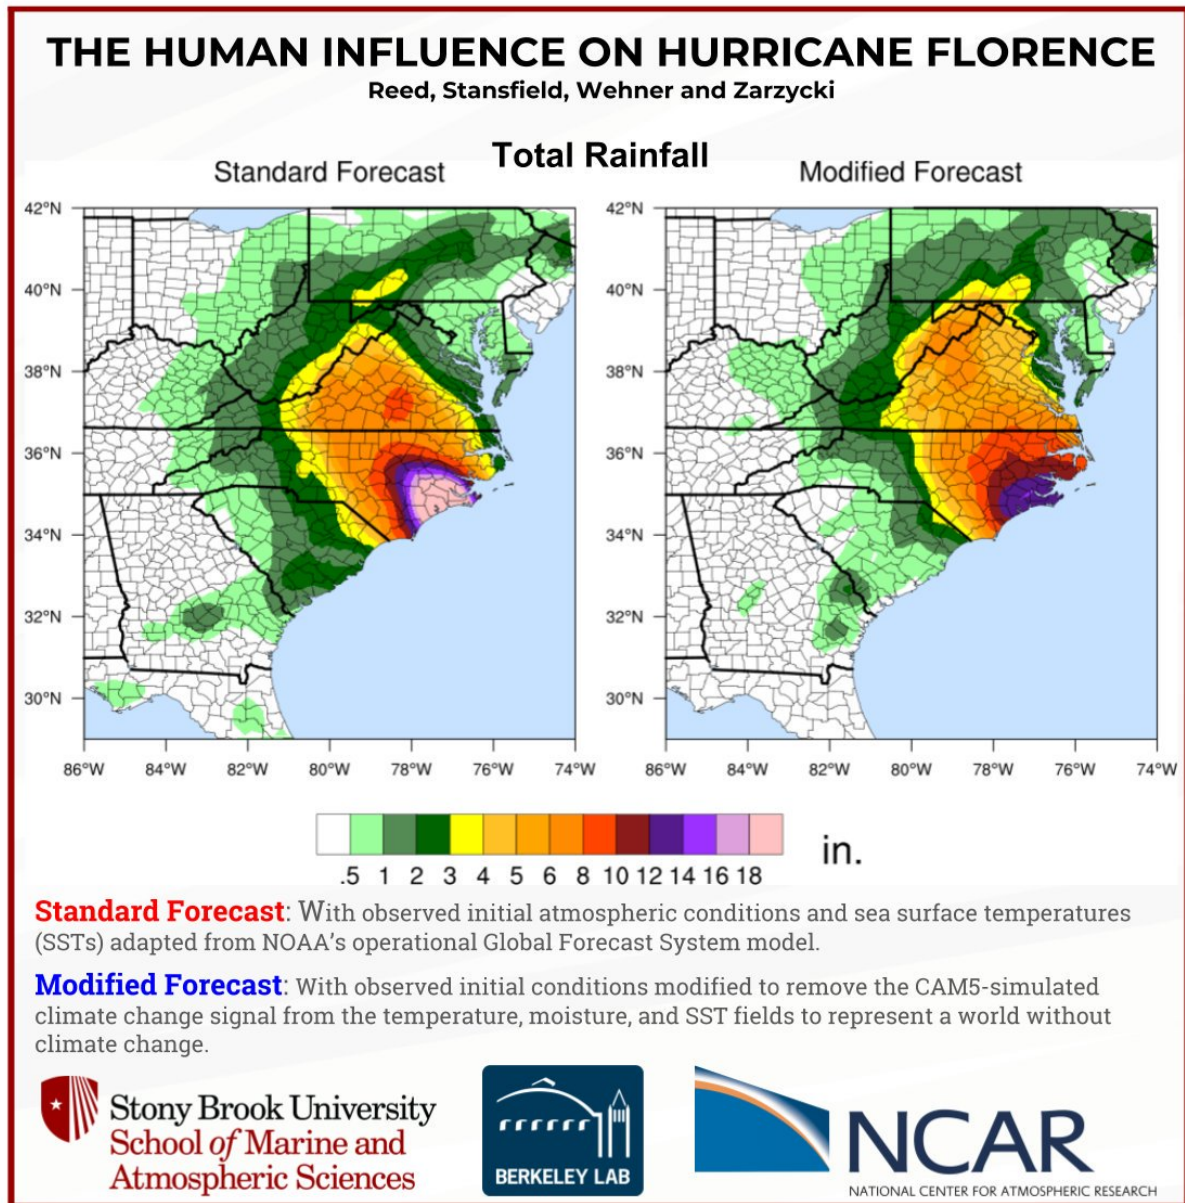 THE HUMAN INFLUENCE ON HURRICANE FLORENCE
Reed, Stansfield, Wehner and Zarzycki
Total Rainfall
Standard Forecast
Modified Forecast
42°N
40°N
38°N
36°N
34°N
32°N
30°N
86°W 84°W 82°W 80°W 78°W 76°W 74°W
42°N
40°N
38°N
36°N
34°N
32°N
30°N
86°W 84°W 82°W 80°W 78°W 76°W 74°W
.5 1 2 3 4 5 6 8 10 12 14 16 18
in.
Standard Forecast: With observed initial atmospheric conditions and sea surface temperatures
(SSTs) adapted from NOAA's operational Global Forecast System model.
Modified Forecast: With observed initial conditions modified to remove the CAM5-simulated
climate change signal from the temperature, moisture, and SST fields to represent a world without
climate change.
Stony Brook University
School of Marine and
Atmospheric Sciences
BERKELEY LAB
NCAR
NATIONAL CENTER FOR ATMOSPHERIC RESEARCH